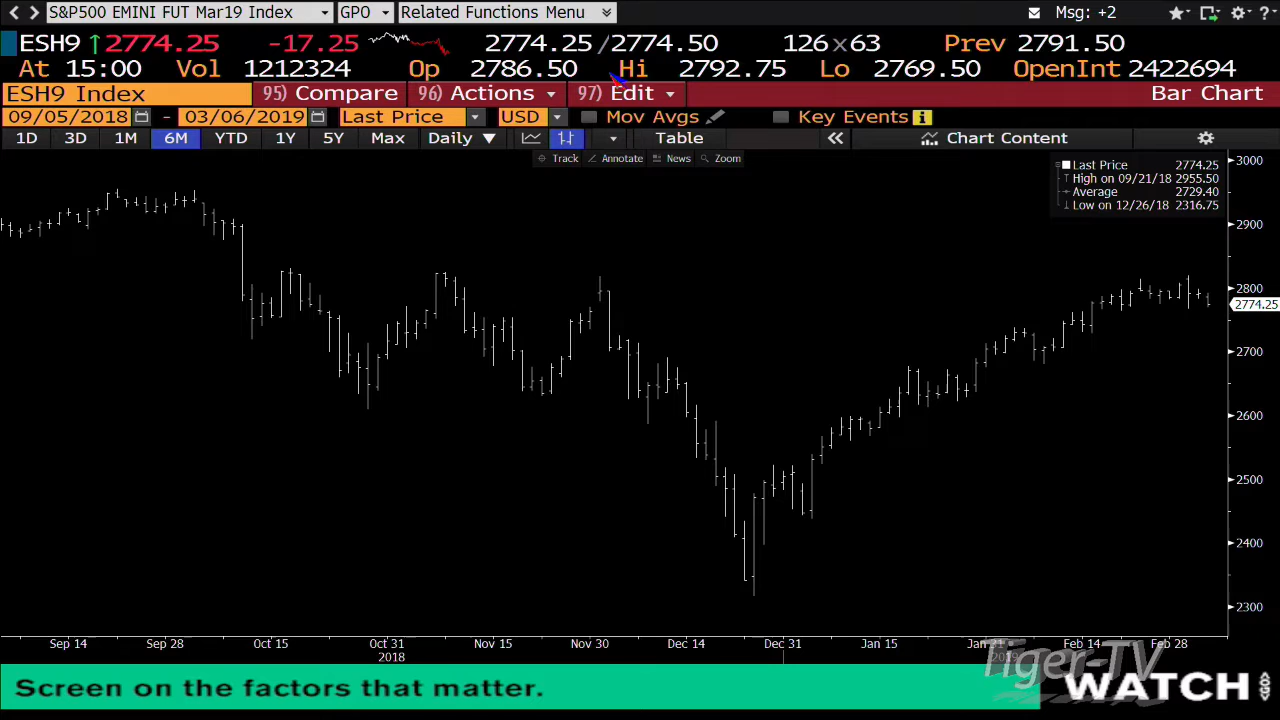 S&P500 EMINI FUT Mar19 Index GPO Related Functions Menu Msg: +2
ESH9 ↑2774.25 -17.25 2774.25/2774.50 126x63 Prev 2791.50
At 15:00 Vol 1212324 Op 2786.50 Hi 2792.75 Lo 2769.50 OpenInt 2422694
ESH9 Index 95) Compare 96) Actions 97) Edit Bar Chart
09/05/2018 - 03/06/2019 Last Price USD Mov Avgs Key Events
1D 3D 1M 6M YTD 1Y 5Y Max Daily ▼ Table « Chart Content
Track Annotate News Zoom
Last Price 2774.25
High on 09/21/18 2955.50
Average 2729.40
Low on 12/26/18 2316.75
3000
2900
2800
2774.25
2700
2600
2500
2400
2300
Sep 14 Sep 28 Oct 15 Oct 31 Nov 15 Nov 30 Dec 14 Dec 31 Jan 15 Jan 31 Feb 14 Feb 28
2018 2019
Tiger-TV
Screen on the factors that matter. WATCH